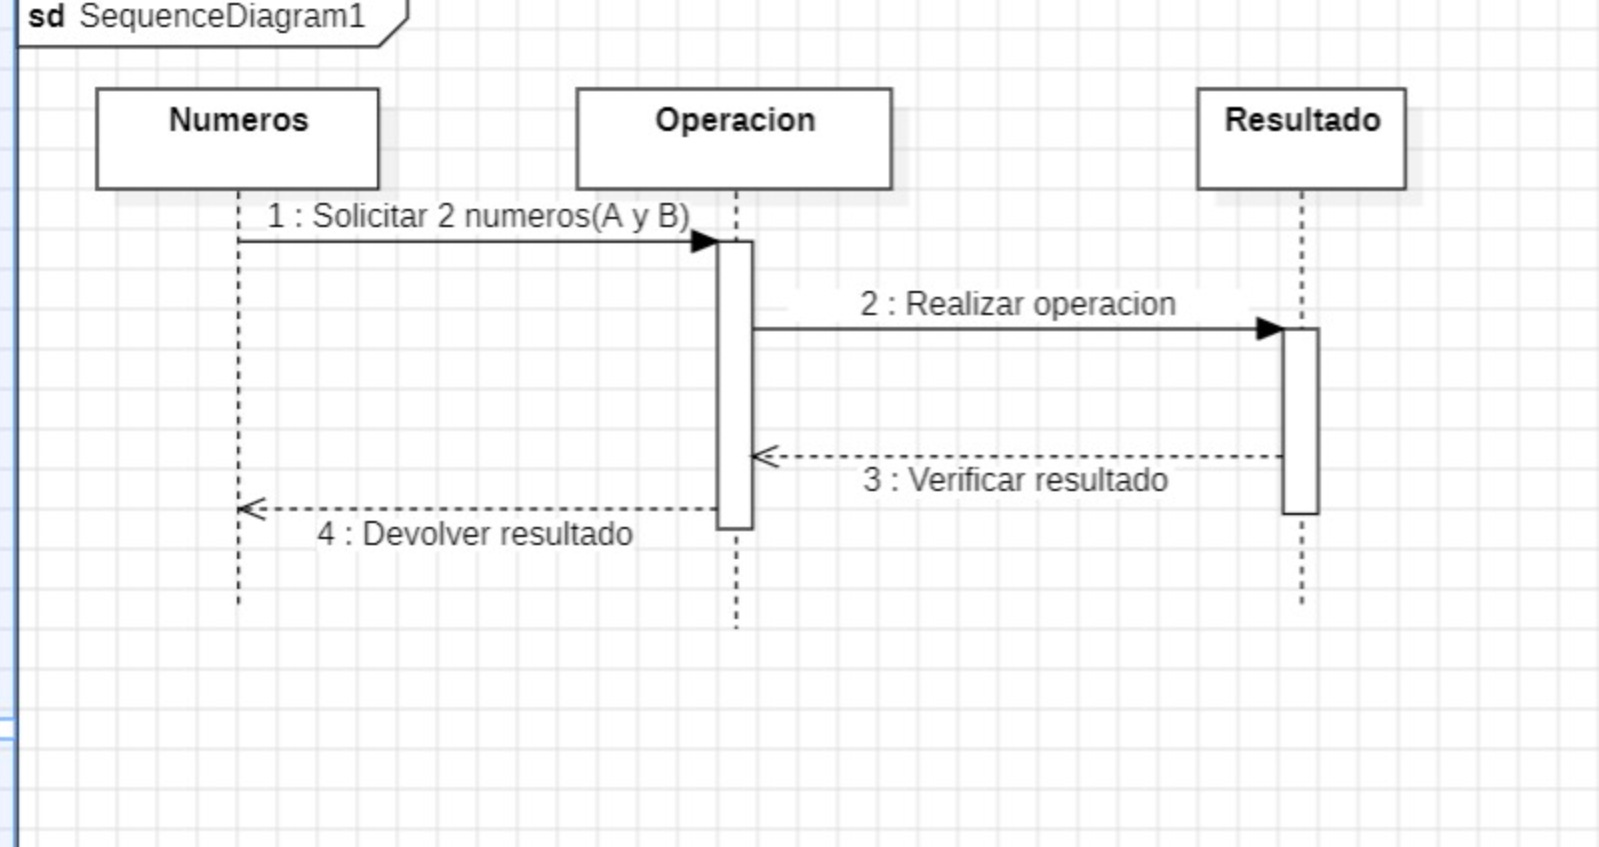 sd SequenceDiagram1
Numeros
Operacion
Resultado
1 : Solicitar 2 numeros(A y B)
2 : Realizar operacion
3 : Verificar resultado
4 : Devolver resultado